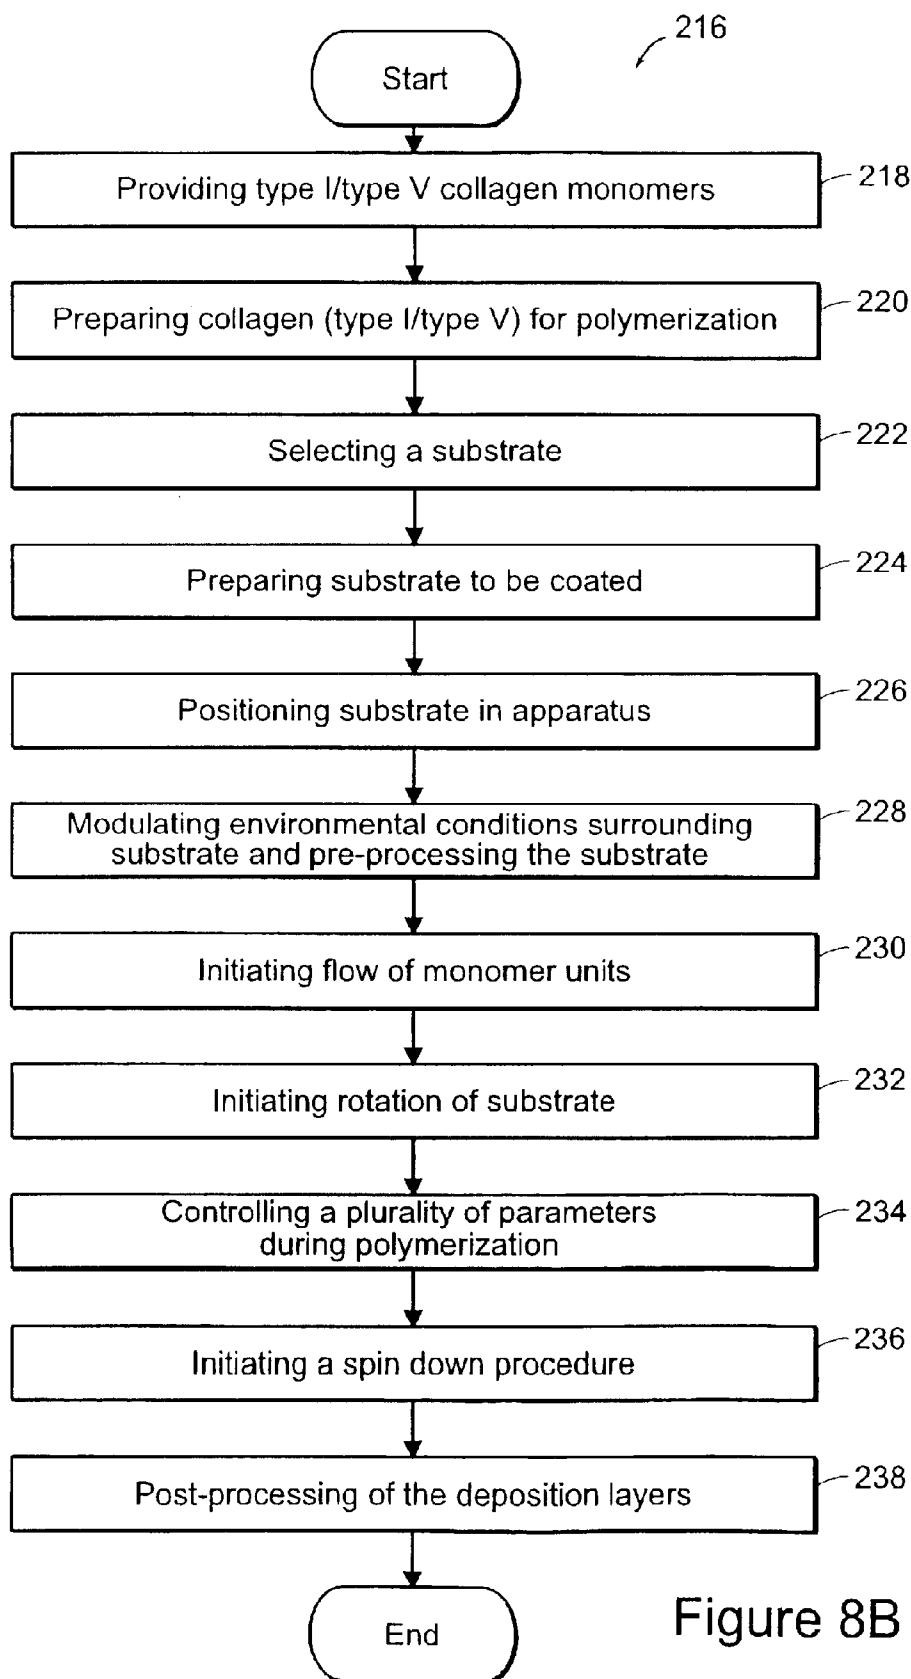 216
Start
Providing type I/type V collagen monomers
218
Preparing collagen (type I/type V) for polymerization
220
Selecting a substrate
222
Preparing substrate to be coated
224
Positioning substrate in apparatus
226
Modulating environmental conditions surrounding
substrate and pre-processing the substrate
228
Initiating flow of monomer units
230
Initiating rotation of substrate
232
Controlling a plurality of parameters
during polymerization
234
Initiating a spin down procedure
236
Post-processing of the deposition layers
238
End
Figure 8B